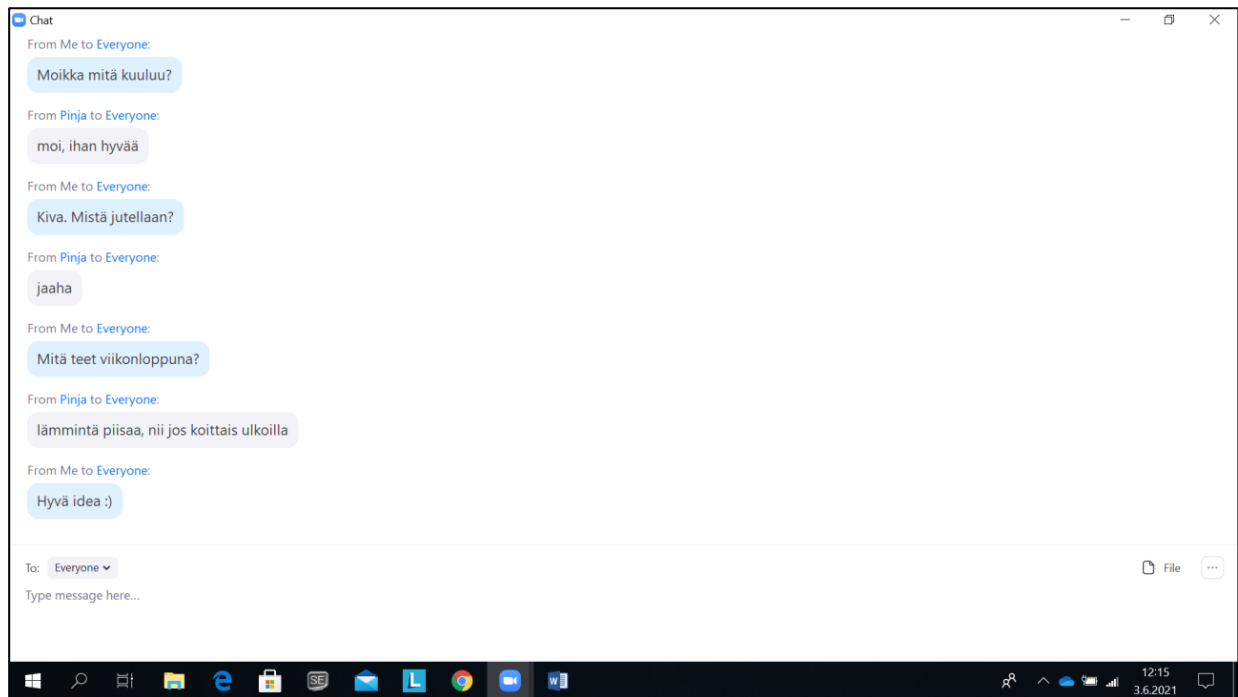 Chat
From Me to Everyone:
Moikka mitä kuuluu?
From Pinja to Everyone:
moi, ihan hyvää
From Me to Everyone:
Kiva. Mistä jutellaan?
From Pinja to Everyone:
jaaha
From Me to Everyone:
Mitä teet viikonloppuna?
From Pinja to Everyone:
lämmintä piisaa, nii jos koittais ulkoilla
From Me to Everyone:
Hyvä idea :)
To: Everyone
File
Type message here...
SE
L
W
12:15
3.6.2021